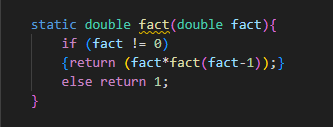 static double fact(double fact){
if (fact != 0)
{return (fact*fact(fact-1));}
else return 1;
}